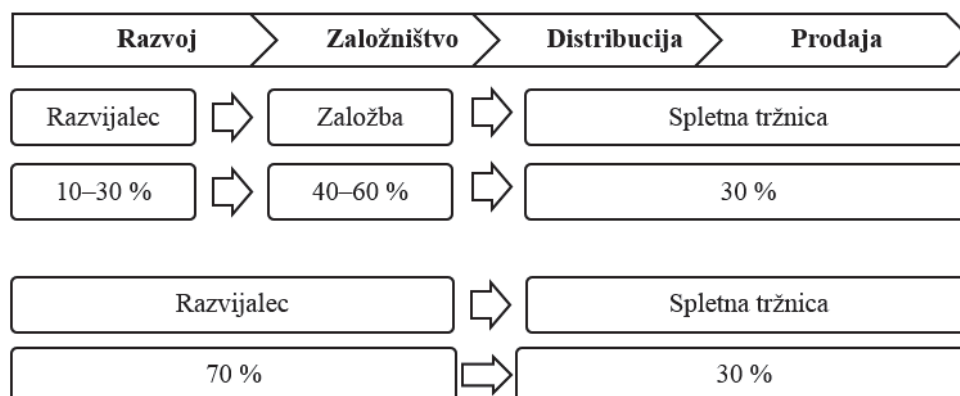 Razvoj Založništvo Distribucija Prodaja
Razvijalec Založba Spletna tržnica
10–30 % 40–60 % 30 %
Razvijalec Spletna tržnica
70 % 30 %